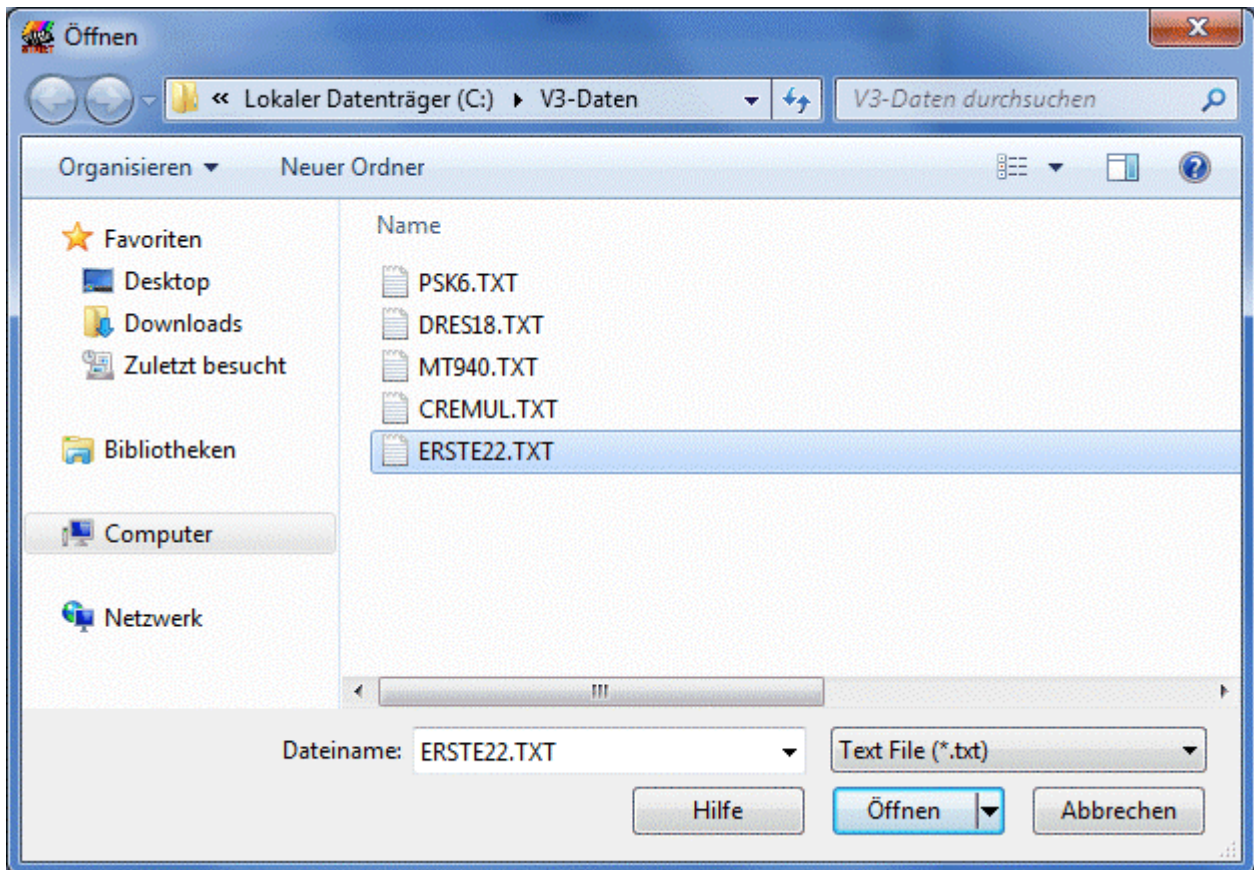 Öffnen
« Lokaler Datenträger (C:) ▸ V3-Daten
V3-Daten durchsuchen
Organisieren
Neuer Ordner
Favoriten
Desktop
Downloads
Zuletzt besucht
Bibliotheken
Computer
Netzwerk
Name
PSK6.TXT
DRES18.TXT
MT940.TXT
CREMUL.TXT
ERSTE22.TXT
Dateiname: ERSTE22.TXT
Text File (*.txt)
Hilfe
Öffnen
Abbrechen